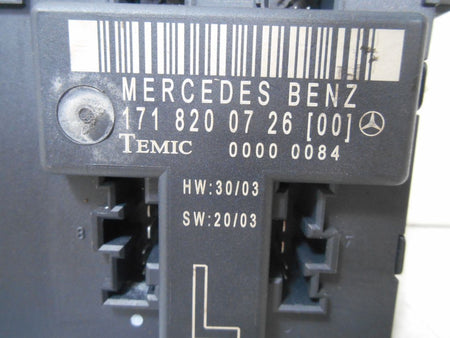 MERCEDES BENZ
171 820 07 26 [00]
TEMIC 0000 0084
HW:30/03
SW:20/03
L